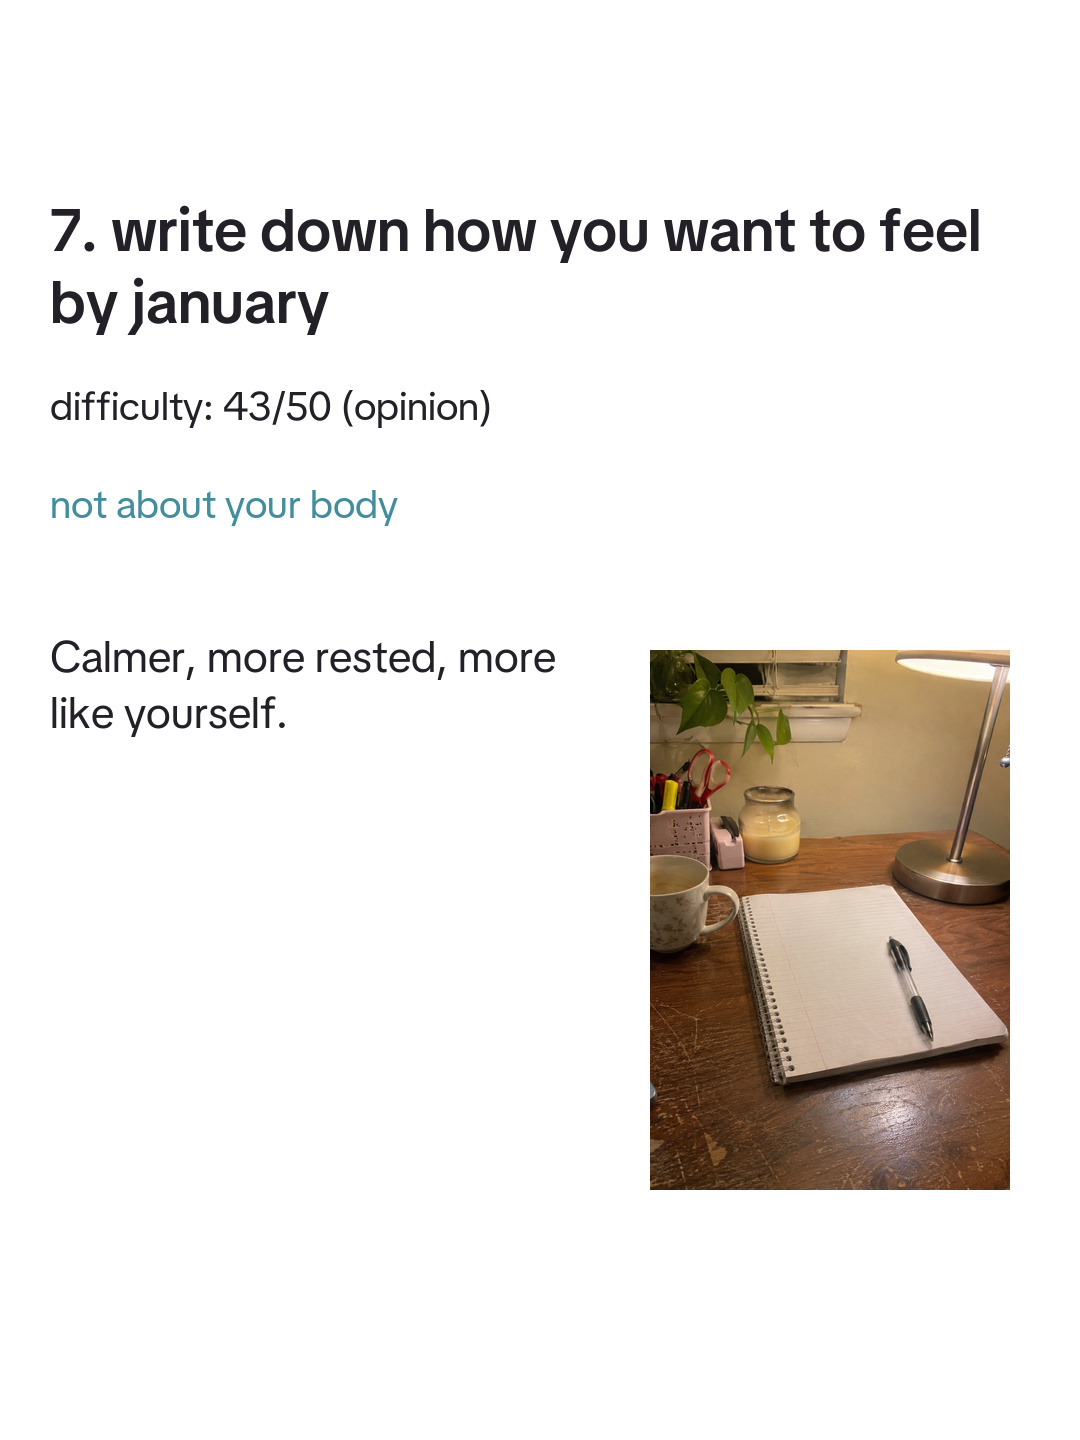 7. write down how you want to feel
by january
difficulty: 43/50 (opinion)
not about your body
Calmer, more rested, more
like yourself.